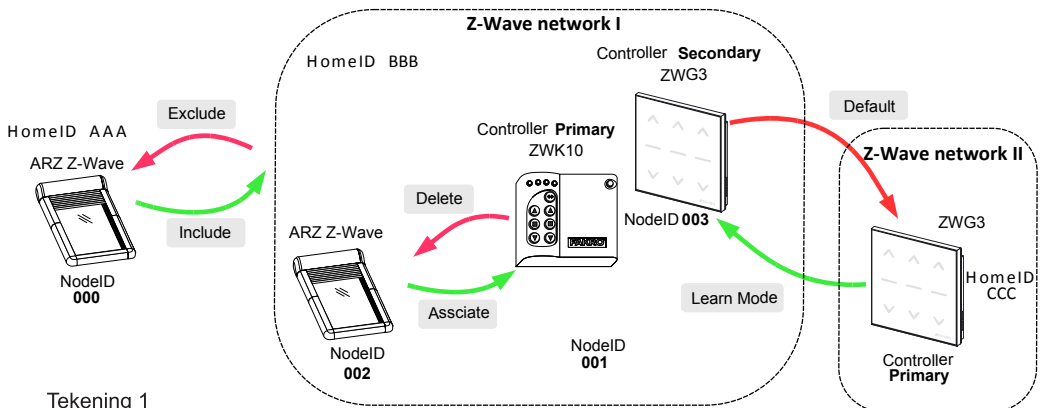 Z-Wave network I
HomeID BBB
Controller Secondary
ZWG3
Exclude
Default
HomeID AAA
Controller Primary
ZWK10
Z-Wave network II
ARZ Z-Wave
Delete
NodeID 003
ZWG3
Include
ARZ Z-Wave
FAKRO
HomeID
CCC
NodeID
000
Assciate
Learn Mode
NodeID
002
NodeID
001
Controller
Primary
Tekening 1